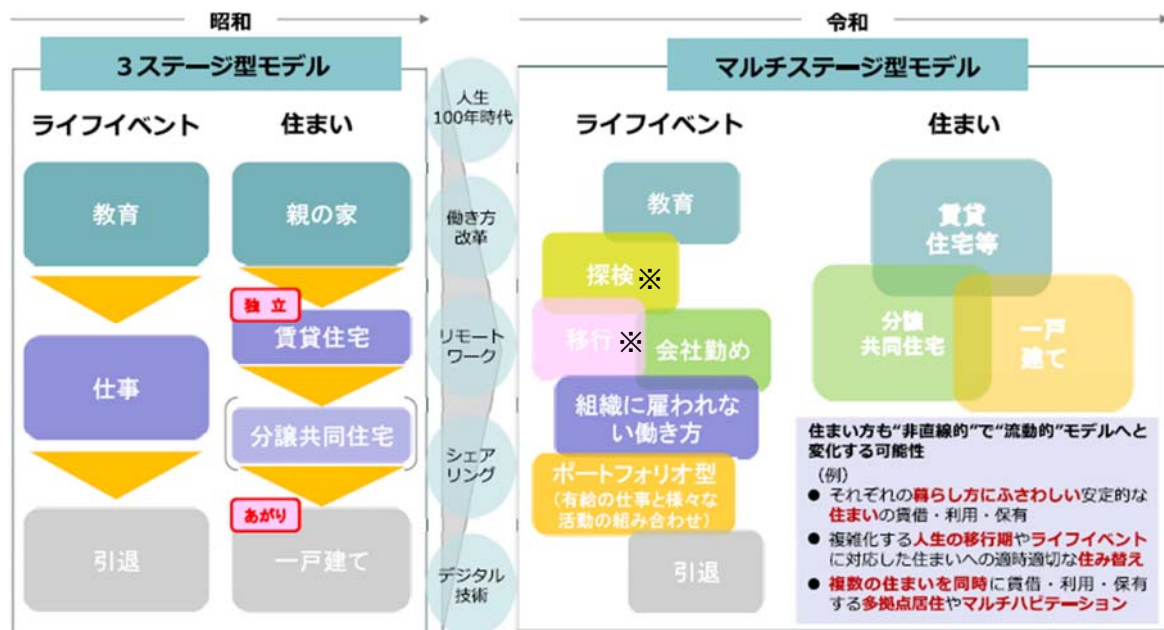 昭和
3ステージ型モデル
ライフイベント
住まい
教育
仕事
引退
親の家
独 立
賃貸住宅
分譲共同住宅
あがり
一戸建て
人生
100年時代
働き方
改革
リモート
ワーク
シェア
リング
デジタル
技術
令和
マルチステージ型モデル
ライフイベント
住まい
教育
探検※
移行※
会社勤め
組織に雇われな
い働き方
ポートフォリオ型
(有給の仕事と様々な
活動の組み合わせ)
引退
賃貸
住宅等
分譲
共同住宅
一戸
建て
住まい方も“非直線的”で“流動的”モデルへと
変化する可能性
(例)
● それぞれの暮らし方にふさわしい安定的な
住まいの賃借・利用・保有
● 複雑化する人生の移行期やライフイベント
に対応した住まいへの適時適切な住み替え
● 複数の住まいを同時に賃借・利用・保有
する多拠点居住やマルチハビテーション